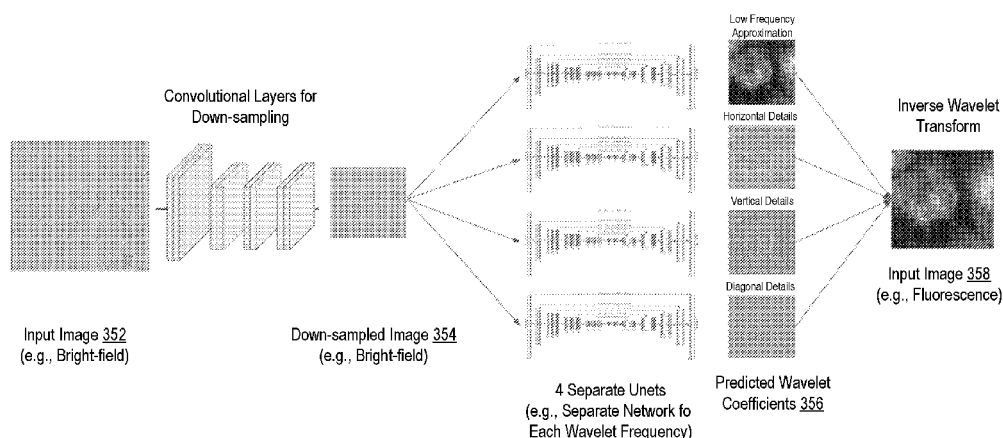 Low Frequency
Approximation
Convolutional Layers for
Down-sampling
Horizontal Details
Inverse Wavelet
Transform
Vertical Details
Diagonal Details
Input Image 352
(e.g., Bright-field)
Down-sampled Image 354
(e.g., Bright-field)
Input Image 358
(e.g., Fluorescence)
4 Separate Unets
(e.g., Separate Network fo
Each Wavelet Frequency)
Predicted Wavelet
Coefficients 356